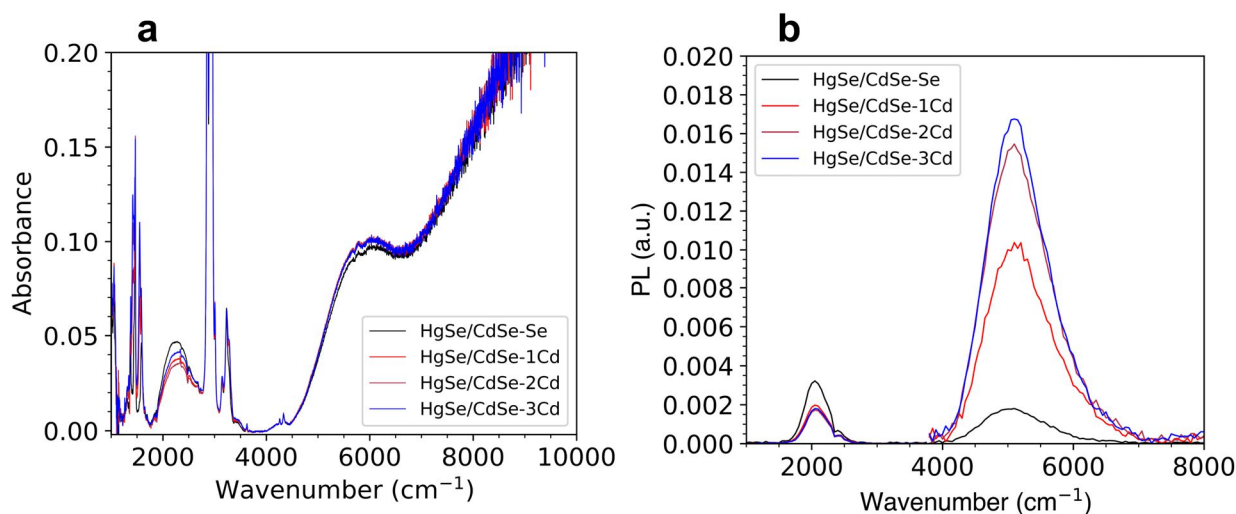 a
0.20
0.15
0.10
0.05
0.00
Absorbance
HgSe/CdSe-Se
HgSe/CdSe-1Cd
HgSe/CdSe-2Cd
HgSe/CdSe-3Cd
2000 4000 6000 8000 10000
Wavenumber (cm⁻¹)
b
0.020
0.018
0.016
0.014
0.012
0.010
0.008
0.006
0.004
0.002
0.000
PL (a.u.)
HgSe/CdSe-Se
HgSe/CdSe-1Cd
HgSe/CdSe-2Cd
HgSe/CdSe-3Cd
2000 4000 6000 8000
Wavenumber (cm⁻¹)